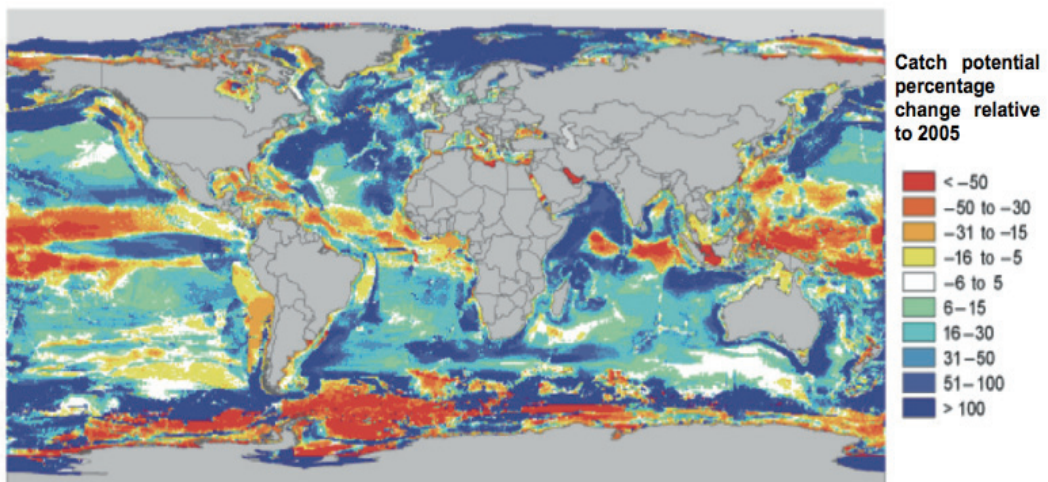 Catch potential
percentage
change relative
to 2005
< –50
–50 to –30
–31 to –15
–16 to –5
–6 to 5
6–15
16–30
31–50
51–100
> 100